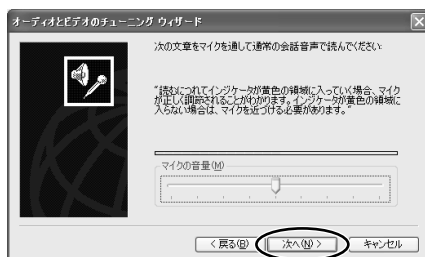 オーディオとビデオのチューニング ウィザード
次の文章をマイクを通して通常の会話音声で読んでください:
“読むにつれてインジケータが黄色の領域に入っていく場合、マイク
が正しく調節されることがわかります。インジケータが黄色の領域に
入らない場合は、マイクを近づける必要があります。”
マイクの音量(M)
< 戻る(B)
次へ(N) >
キャンセル